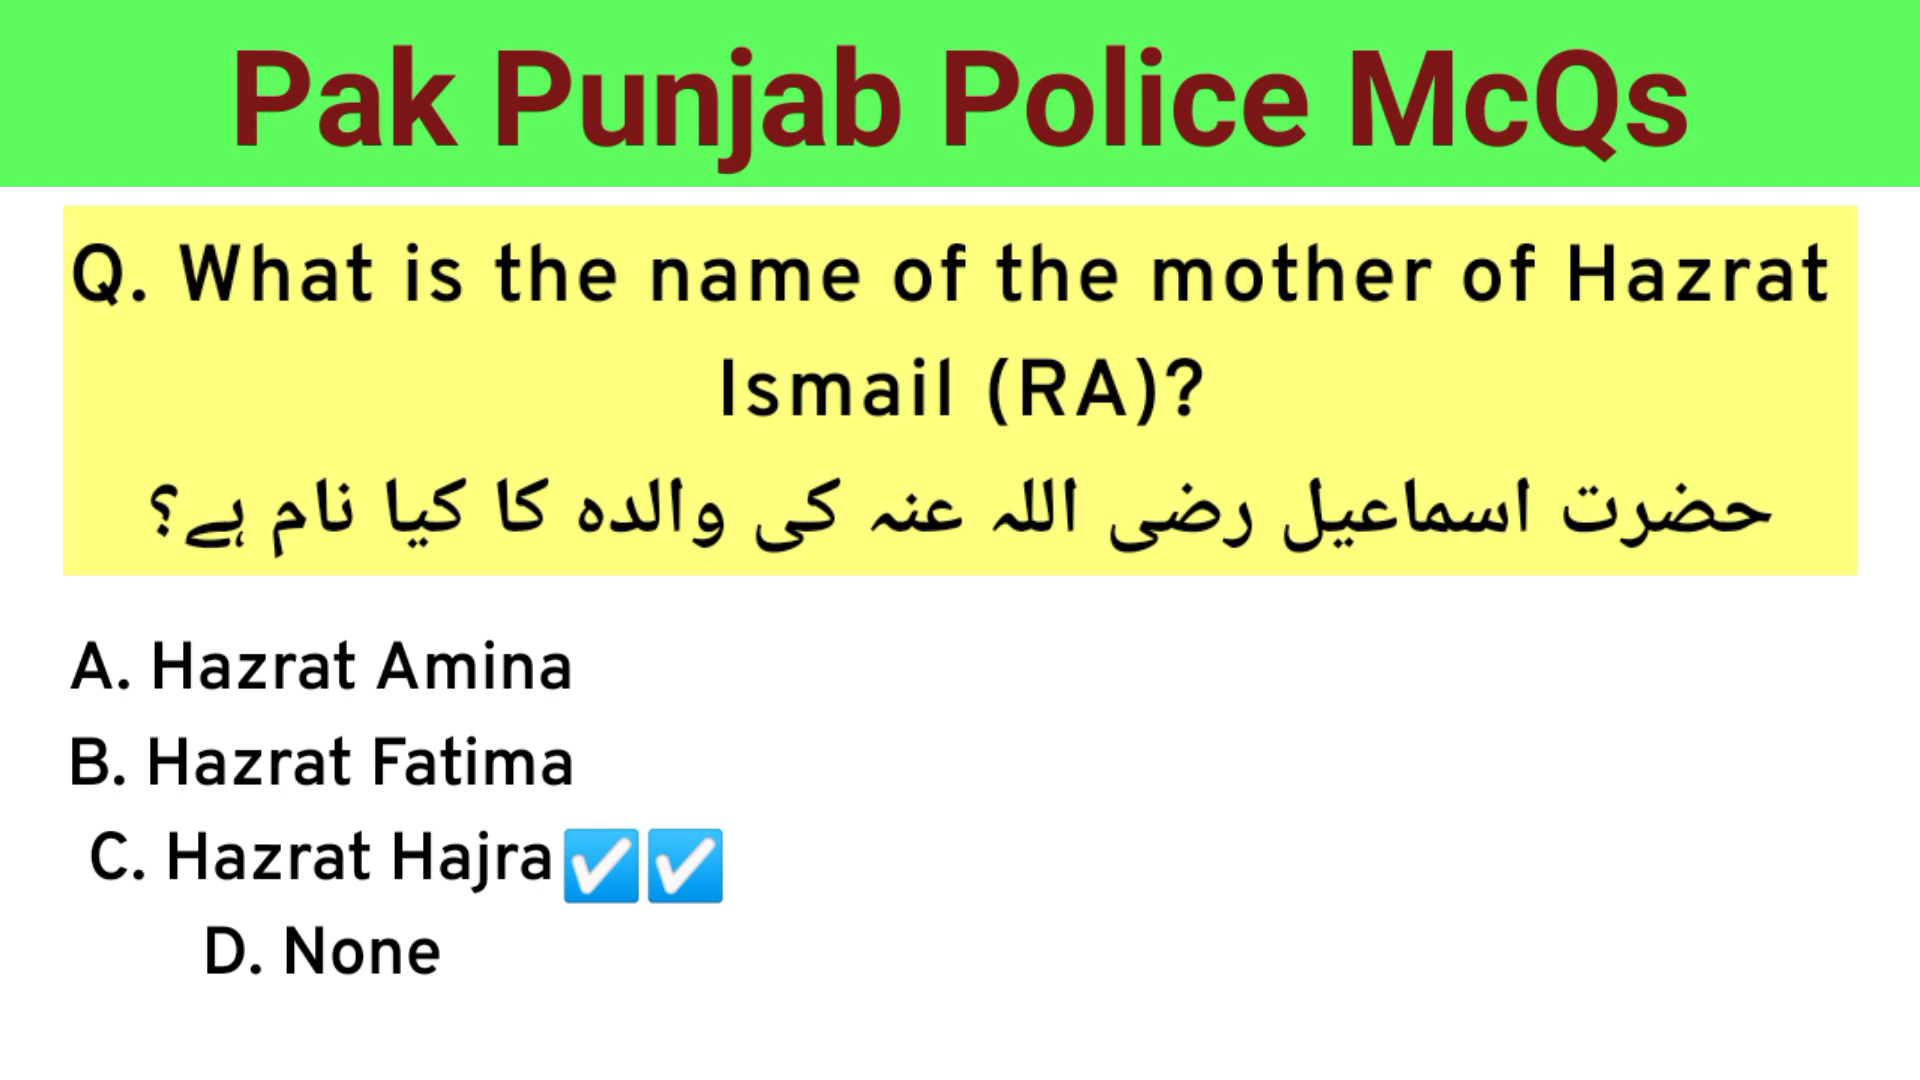 Pak Punjab Police McQs
Q. What is the name of the mother of Hazrat
Ismail (RA)?
حضرت اسماعیل رضی اللہ عنہ کی والدہ کا کیا نام ہے؟
A. Hazrat Amina
B. Hazrat Fatima
C. Hazrat Hajra☑️☑️
D. None